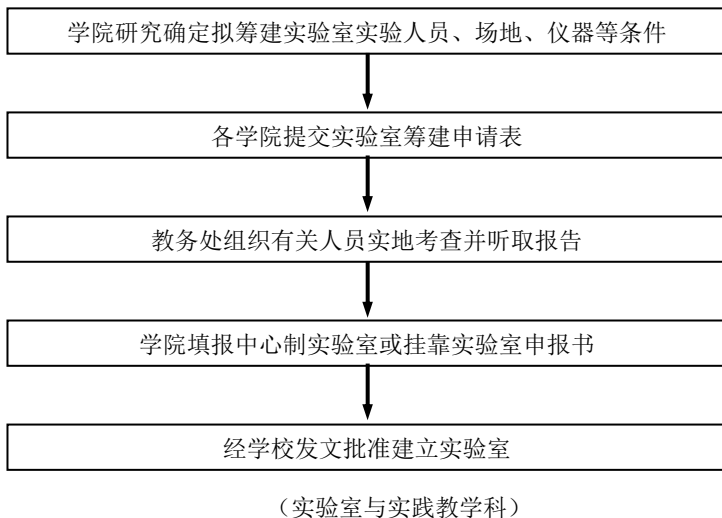 学院研究确定拟筹建实验室实验人员、场地、仪器等条件
各学院提交实验室筹建申请表
教务处组织有关人员实地考查并听取报告
学院填报中心制实验室或挂靠实验室申报书
经学校发文批准建立实验室
（实验室与实践教学科）